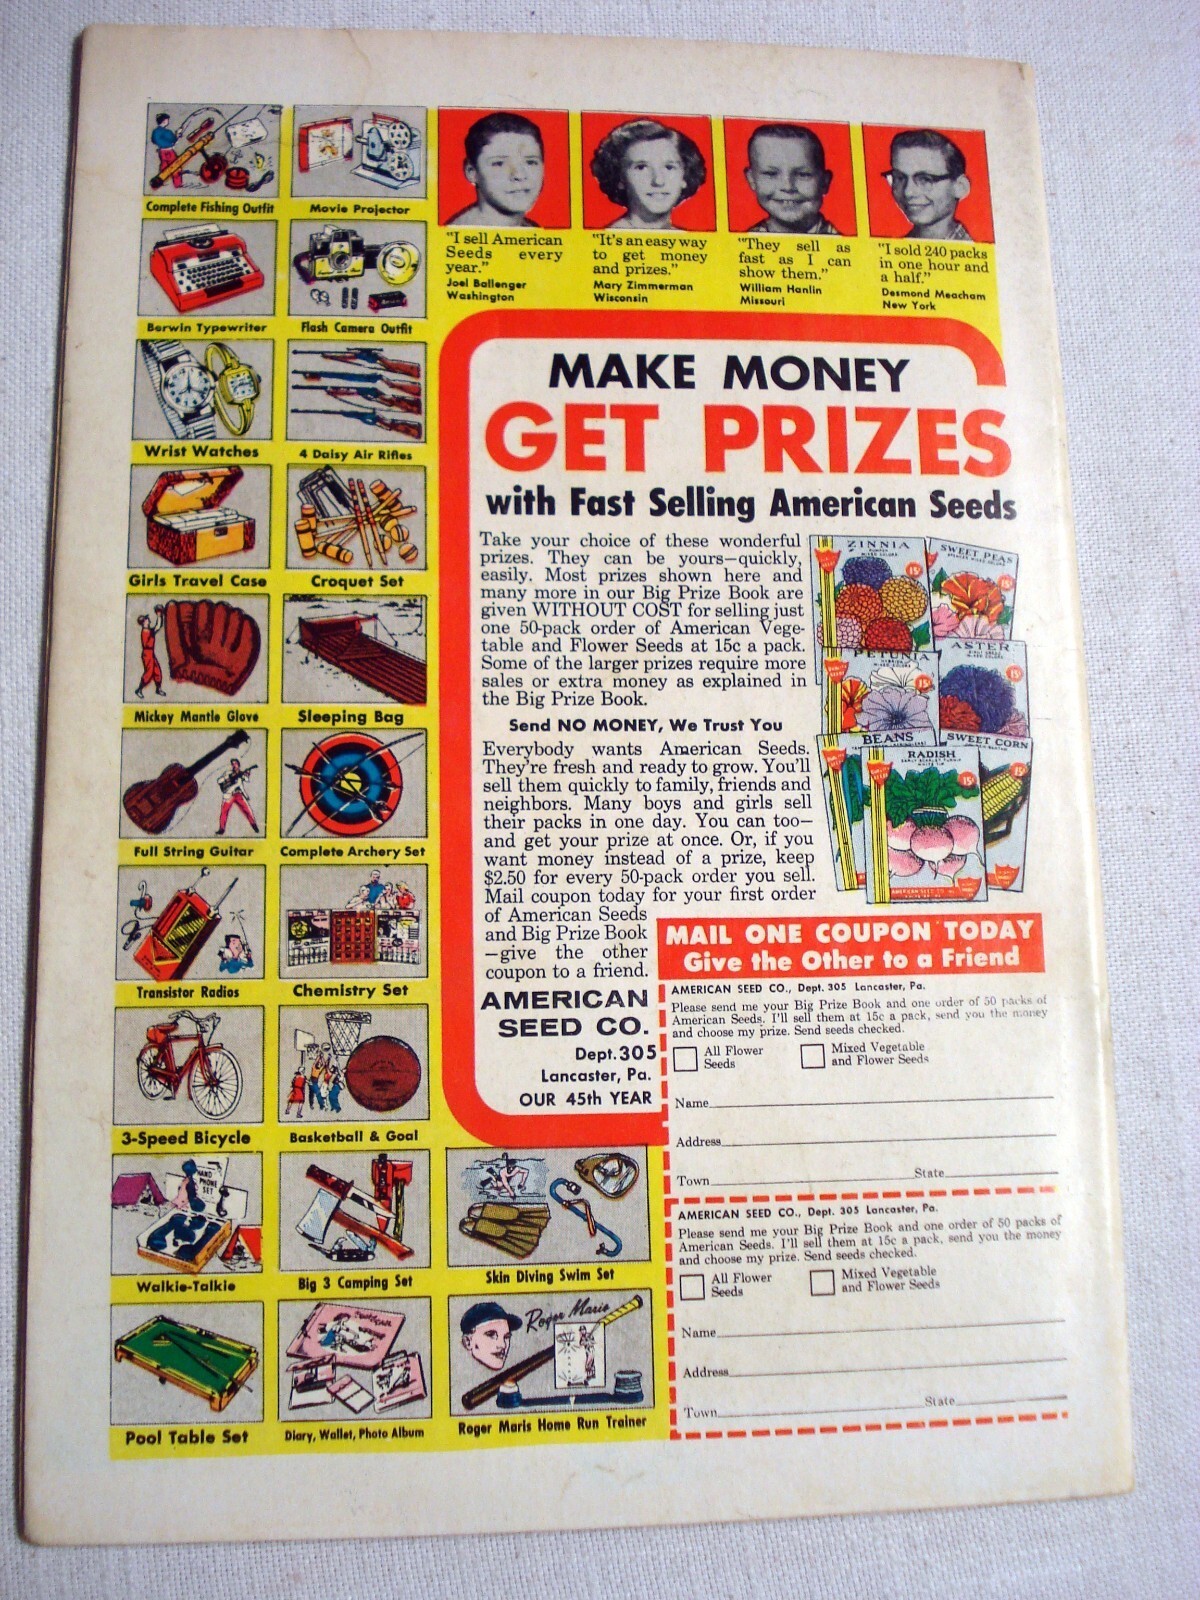 Complete Fishing Outfit
Movie Projector
Berwin Typewriter
Flash Camera Outfit
Wrist Watches
4 Daisy Air Rifles
Girls Travel Case
Croquet Set
Mickey Mantle Glove
Sleeping Bag
Full String Guitar
Complete Archery Set
Transistor Radios
Chemistry Set
3-Speed Bicycle
Basketball & Goal
HAND
PHONE
SET
Walkie-Talkie
Big 3 Camping Set
Skin Diving Swim Set
Pool Table Set
Diary, Wallet, Photo Album
Roger Maris
Roger Maris Home Run Trainer
"I sell American
Seeds every
year."
Joel Ballenger
Washington
"It's an easy way
to get money
and prizes."
Mary Zimmerman
Wisconsin
"They sell as
fast as I can
show them."
William Hanlin
Missouri
"I sold 240 packs
in one hour and
a half."
Desmond Meacham
New York
MAKE MONEY
GET PRIZES
with Fast Selling American Seeds
Take your choice of these wonderful
prizes. They can be yours—quickly,
easily. Most prizes shown here and
many more in our Big Prize Book are
given WITHOUT COST for selling just
one 50-pack order of American Vege-
table and Flower Seeds at 15c a pack.
Some of the larger prizes require more
sales or extra money as explained in
the Big Prize Book.
Send NO MONEY, We Trust You
Everybody wants American Seeds.
They're fresh and ready to grow. You'll
sell them quickly to family, friends and
neighbors. Many boys and girls sell
their packs in one day. You can too—
and get your prize at once. Or, if you
want money instead of a prize, keep
$2.50 for every 50-pack order you sell.
Mail coupon today for your first order
of American Seeds
and Big Prize Book
—give the other
coupon to a friend.
AMERICAN
SEED CO.
Dept. 305
Lancaster, Pa.
OUR 45th YEAR
ZINNIA
15¢
SWEET PEAS
15¢
PETUNIA
15¢
ASTER
15¢
BEANS
SWEET CORN
15¢
RADISH
15¢
MAIL ONE COUPON TODAY
Give the Other to a Friend
AMERICAN SEED CO., Dept. 305 Lancaster, Pa.
Please send me your Big Prize Book and one order of 50 packs of
American Seeds. I'll sell them at 15c a pack, send you the money
and choose my prize. Send seeds checked.
All Flower
Seeds
Mixed Vegetable
and Flower Seeds
Name
Address
Town State
AMERICAN SEED CO., Dept. 305 Lancaster, Pa.
Please send me your Big Prize Book and one order of 50 packs of
American Seeds. I'll sell them at 15c a pack, send you the money
and choose my prize. Send seeds checked.
All Flower
Seeds
Mixed Vegetable
and Flower Seeds
Name
Address
Town State